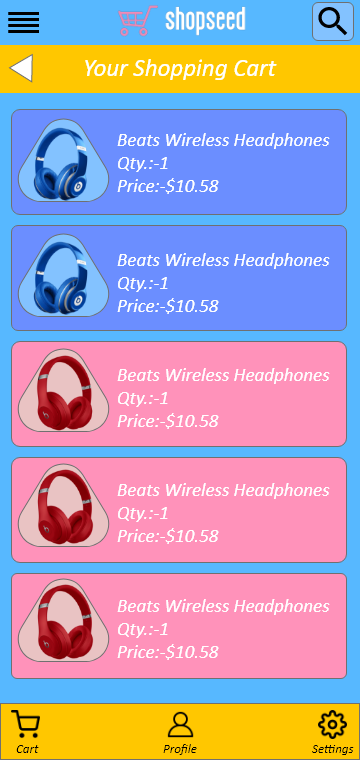 shopseed
Your Shopping Cart
Beats Wireless Headphones
Qty.:-1
Price:-$10.58
Beats Wireless Headphones
Qty.:-1
Price:-$10.58
Beats Wireless Headphones
Qty.:-1
Price:-$10.58
Beats Wireless Headphones
Qty.:-1
Price:-$10.58
Beats Wireless Headphones
Qty.:-1
Price:-$10.58
Cart
Profile
Settings